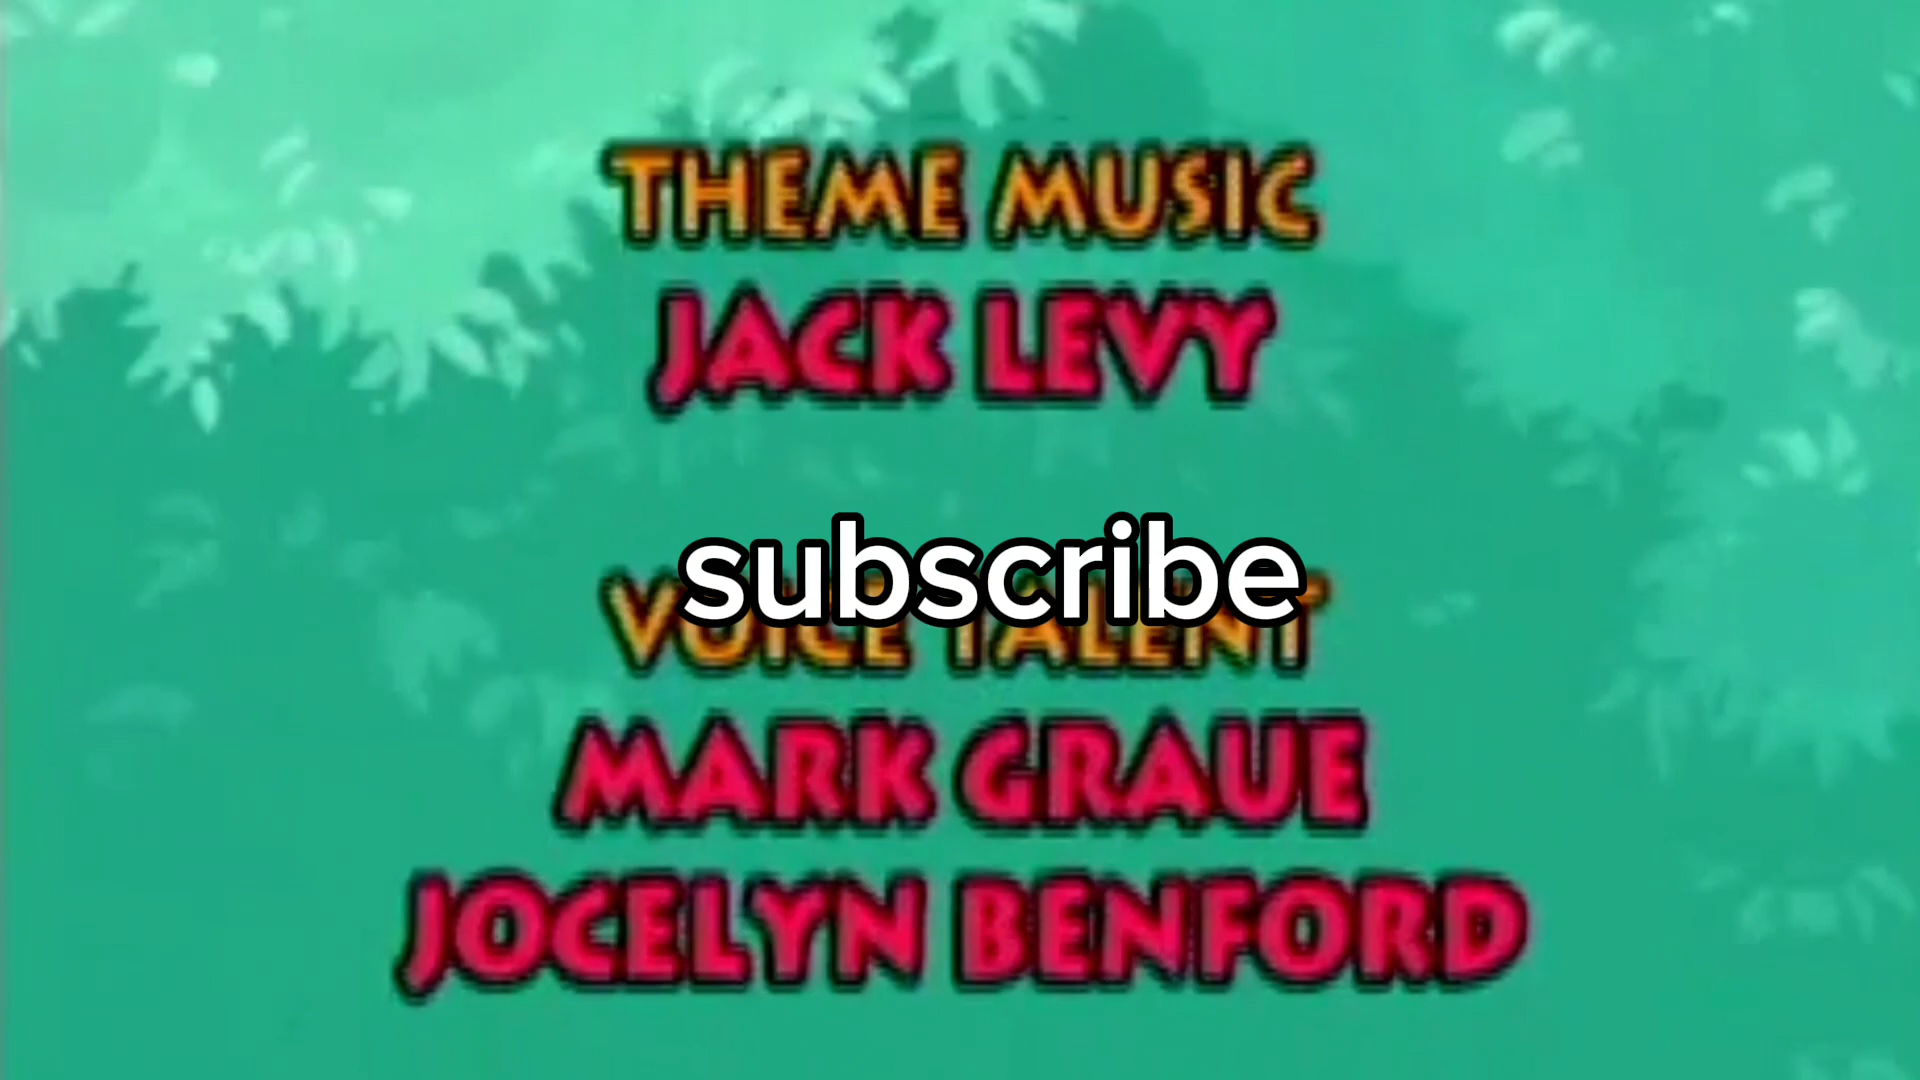 THEME MUSIC
JACK LEVY
subscribe
VOICE TALENT
MARK GRAUE
JOCELYN BENFORD